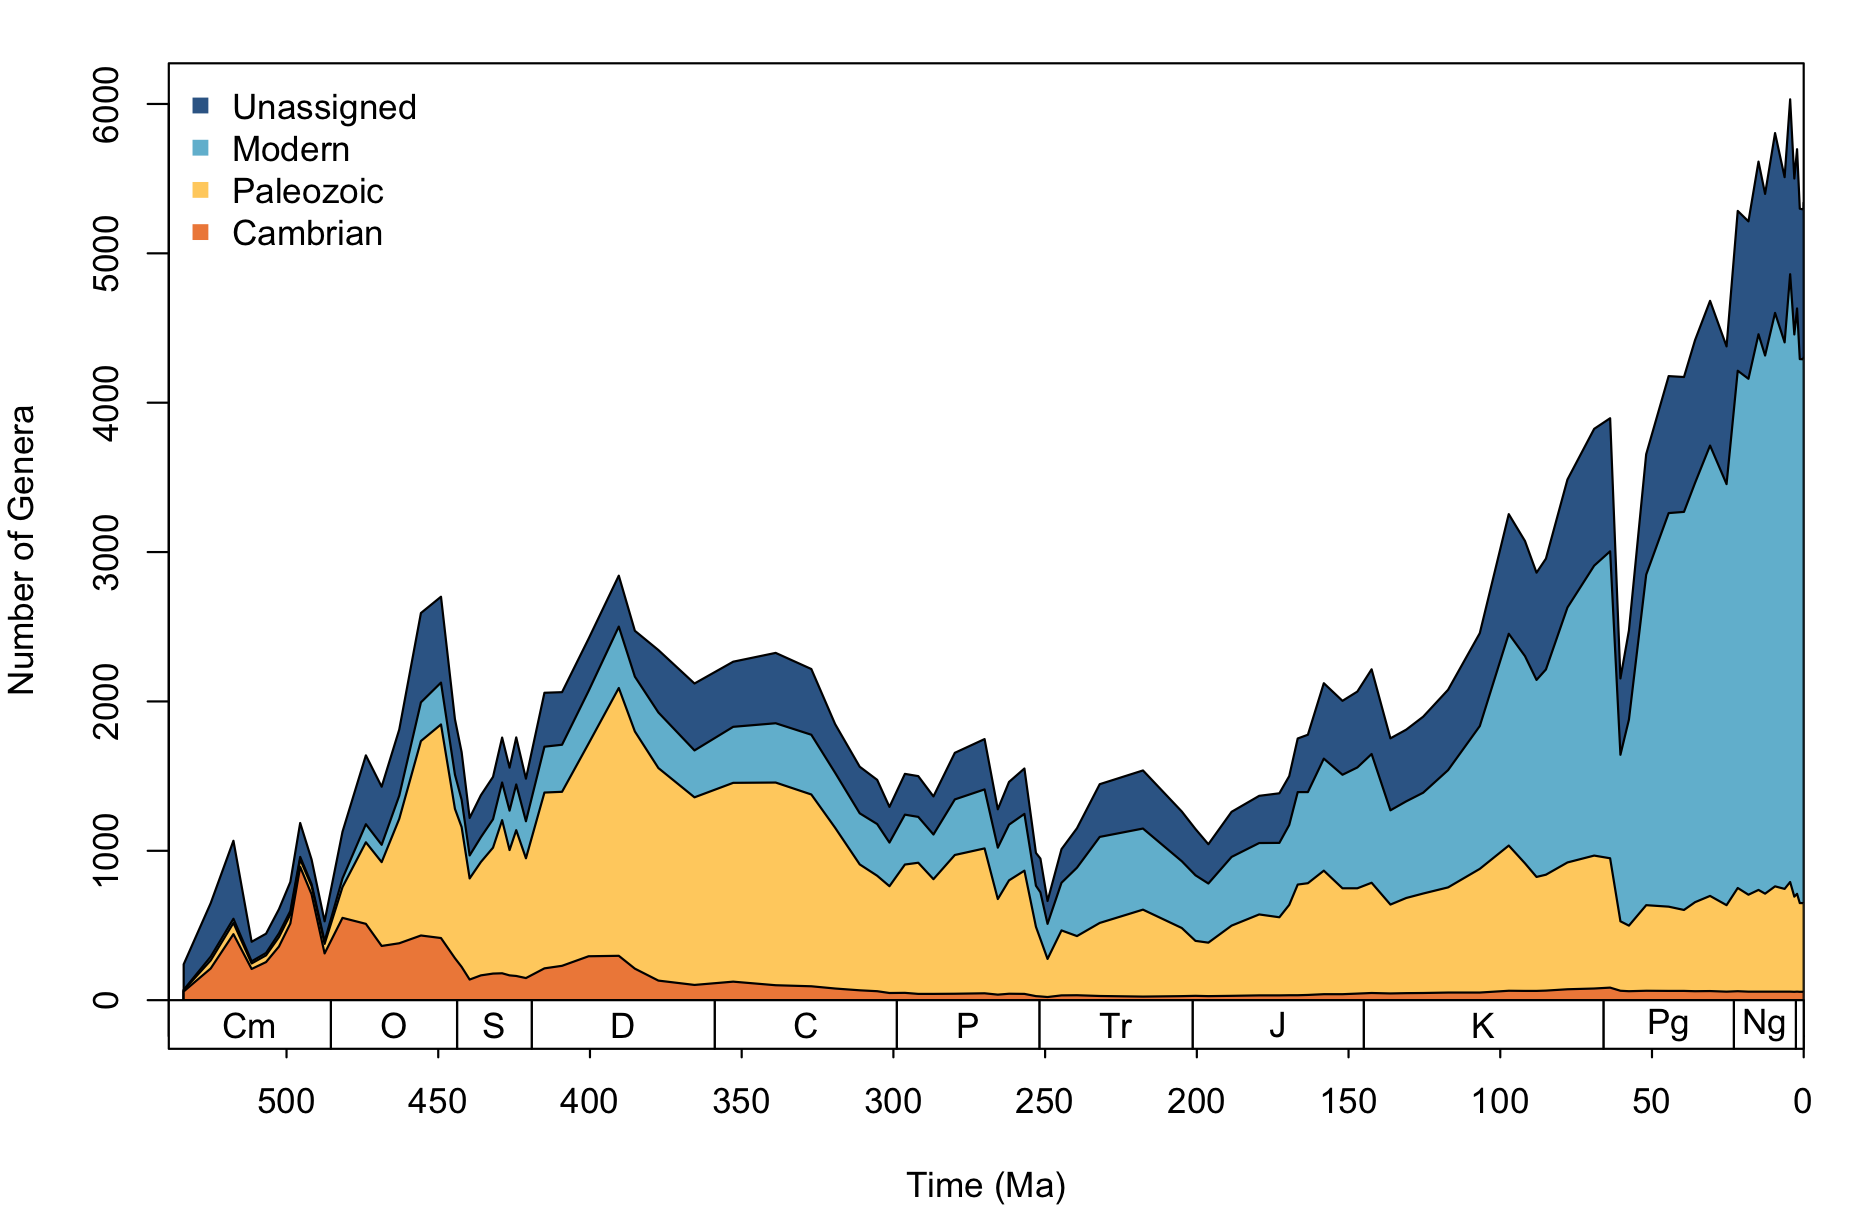 Unassigned
Modern
Paleozoic
Cambrian
Number of Genera
6000
5000
4000
3000
2000
1000
0
Cm O S D C P Tr J K Pg Ng
500 450 400 350 300 250 200 150 100 50 0
Time (Ma)